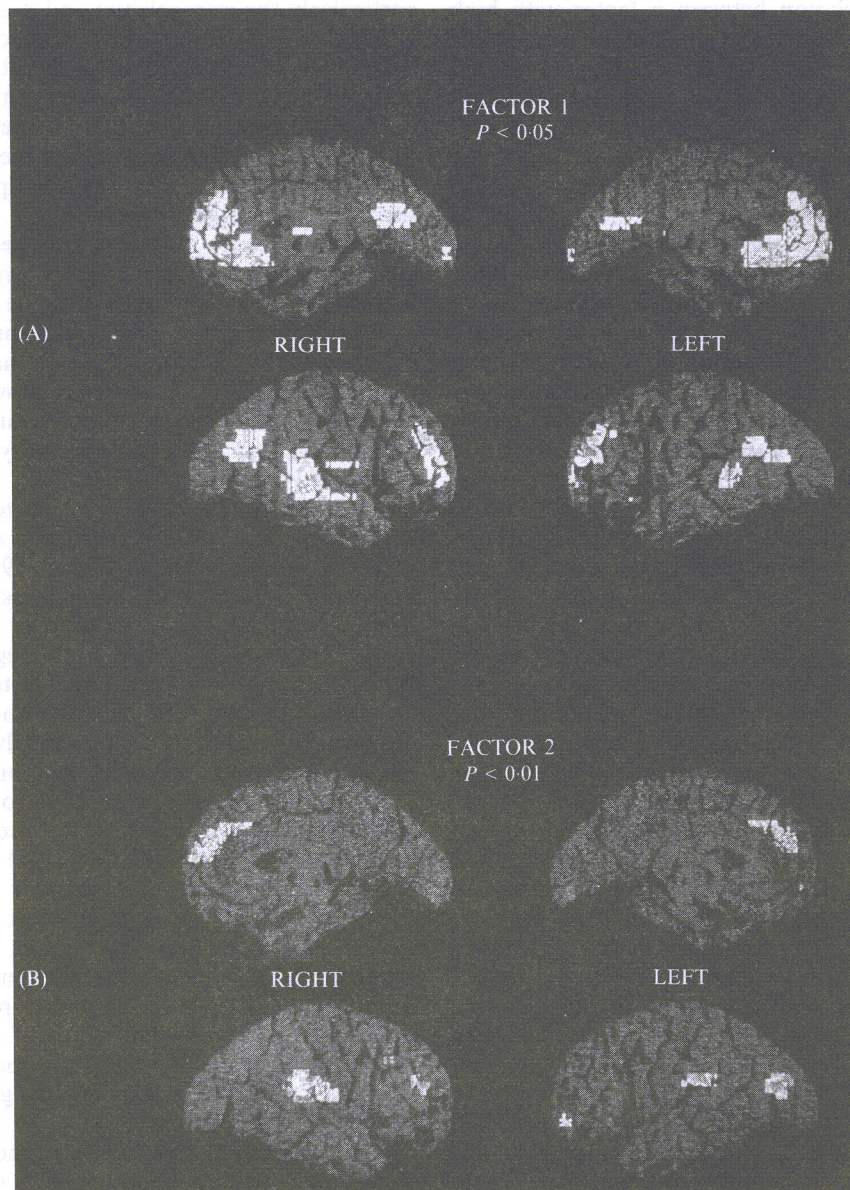 FACTOR 1
P < 0·05
(A)
RIGHT LEFT
FACTOR 2
P < 0·01
(B)
RIGHT LEFT